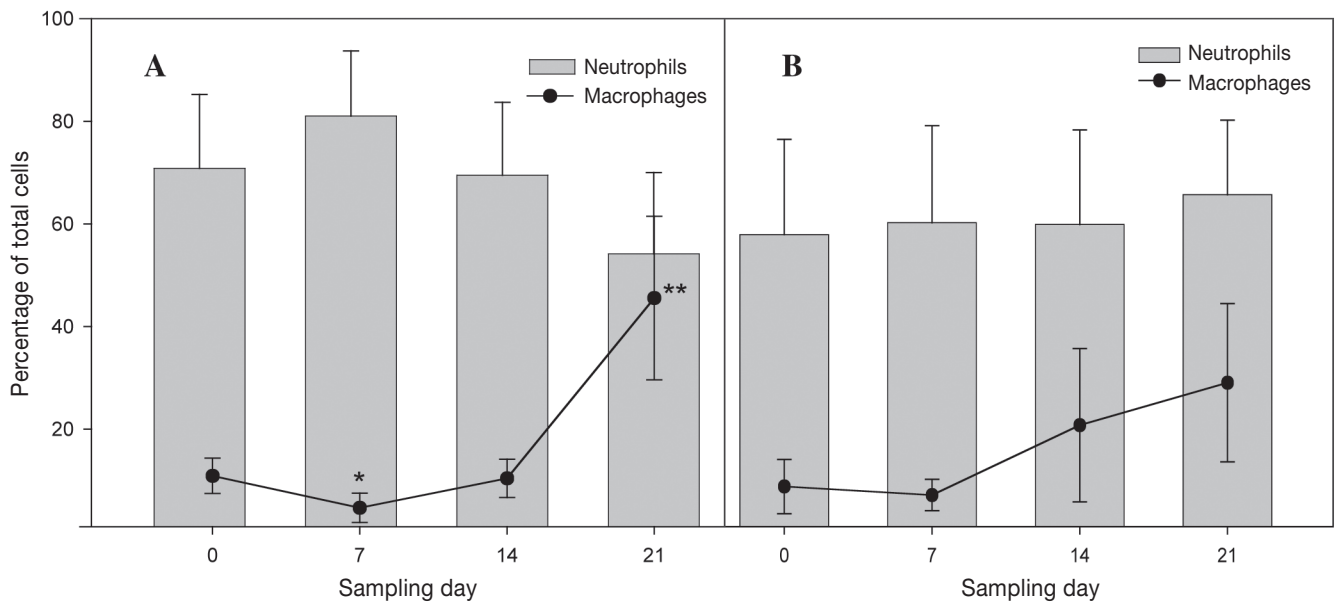 100
80
60
40
20
Percentage of total cells
A
Neutrophils
Macrophages
*
**
0 7 14 21
Sampling day
B
Neutrophils
Macrophages
0 7 14 21
Sampling day